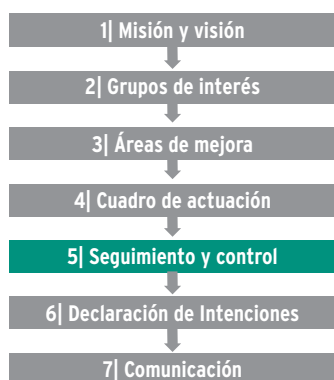 1| Misión y visión
2| Grupos de interés
3| Áreas de mejora
4| Cuadro de actuación
5| Seguimiento y control
6| Declaración de Intenciones
7| Comunicación